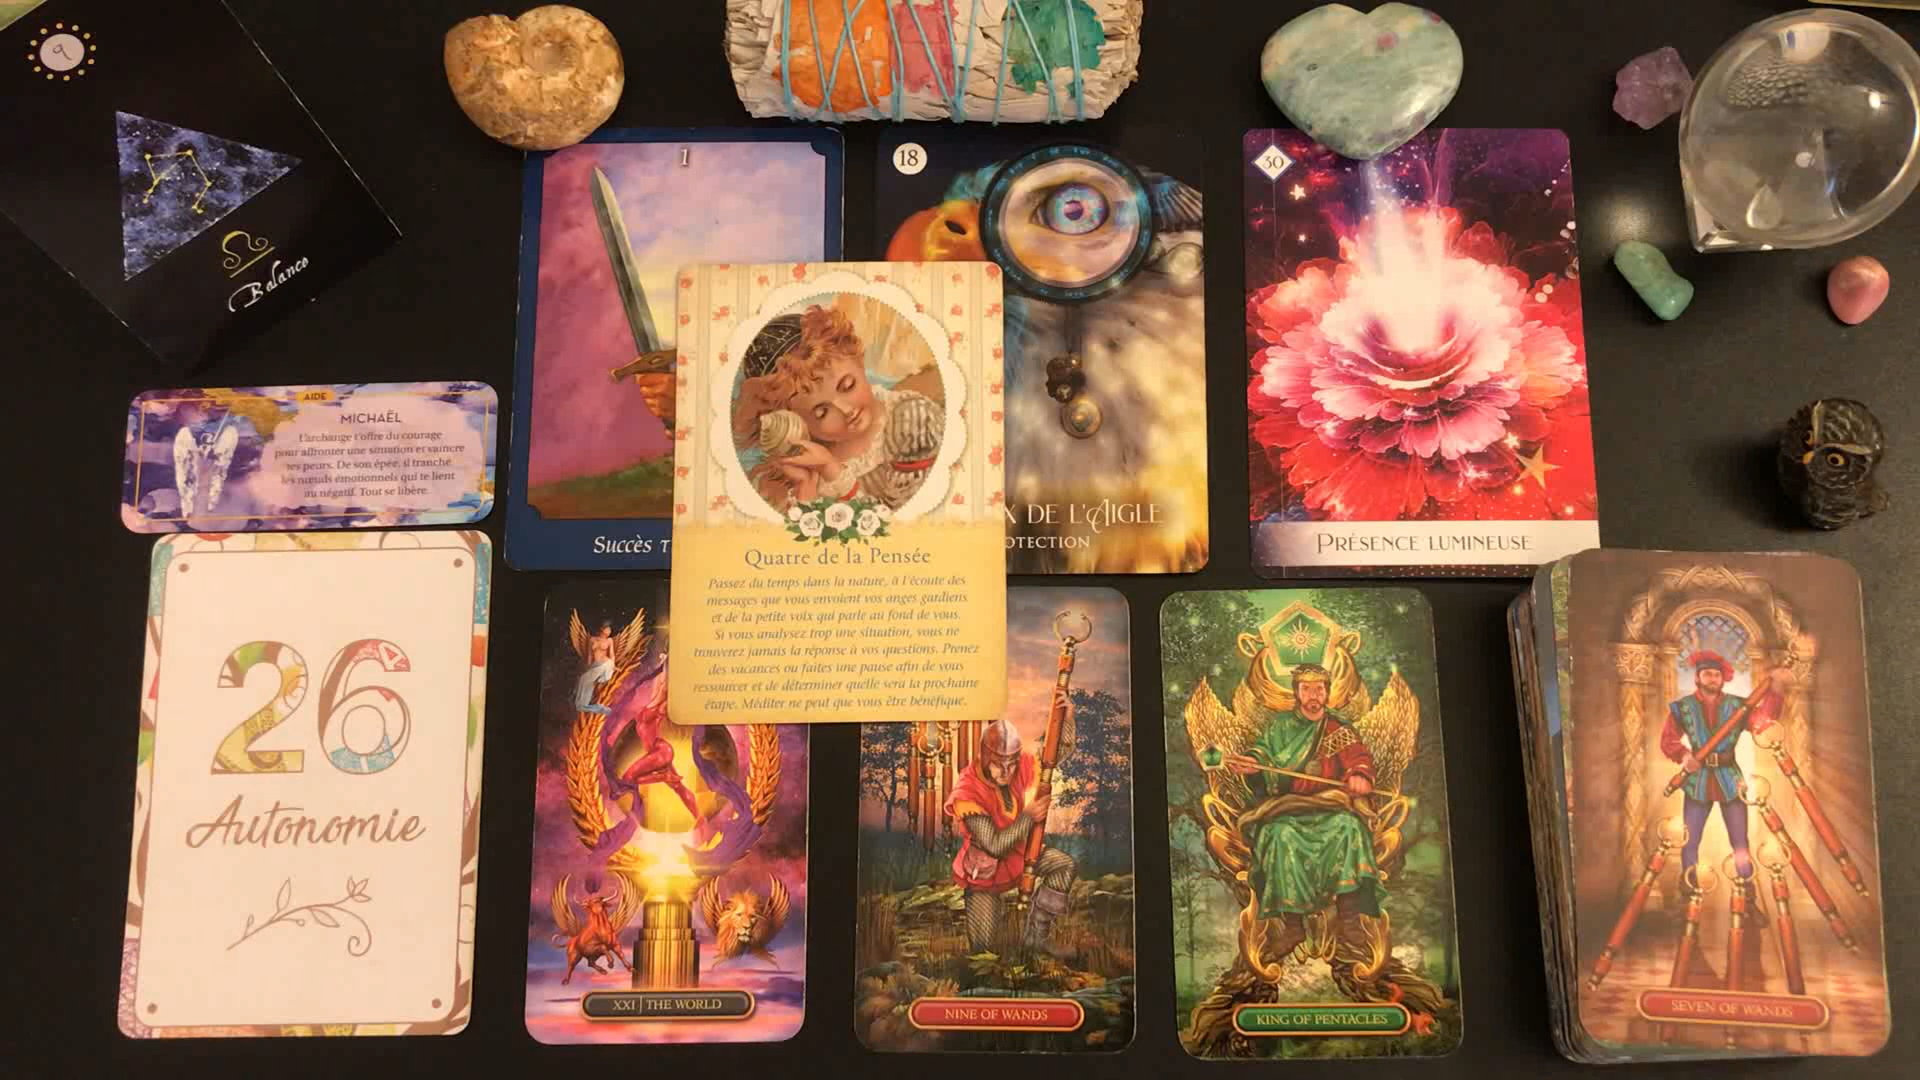 9
Balance
AIDE
MICHAËL
L'archange t'offre du courage
pour affronter une situation et vaincre
tes peurs. De son épée, il tranche
les nœuds émotionnels qui te lient
au négatif. Tout se libère.
26
Autonomie
1
Succès
18
X DE L'AIGLE
OTECTION
30
PRÉSENCE LUMINEUSE
Quatre de la Pensée
Passez du temps dans la nature, à l'écoute des
messages que vous envoient vos anges gardiens
et de la petite voix qui parle au fond de vous.
Si vous analysez trop une situation, vous ne
trouverez jamais la réponse à vos questions. Prenez
des vacances ou faites une pause afin de vous
ressourcer et de déterminer quelle sera la prochaine
étape. Méditer ne peut que vous être bénéfique.
XXI THE WORLD
NINE OF WANDS
KING OF PENTACLES
SEVEN OF WANDS